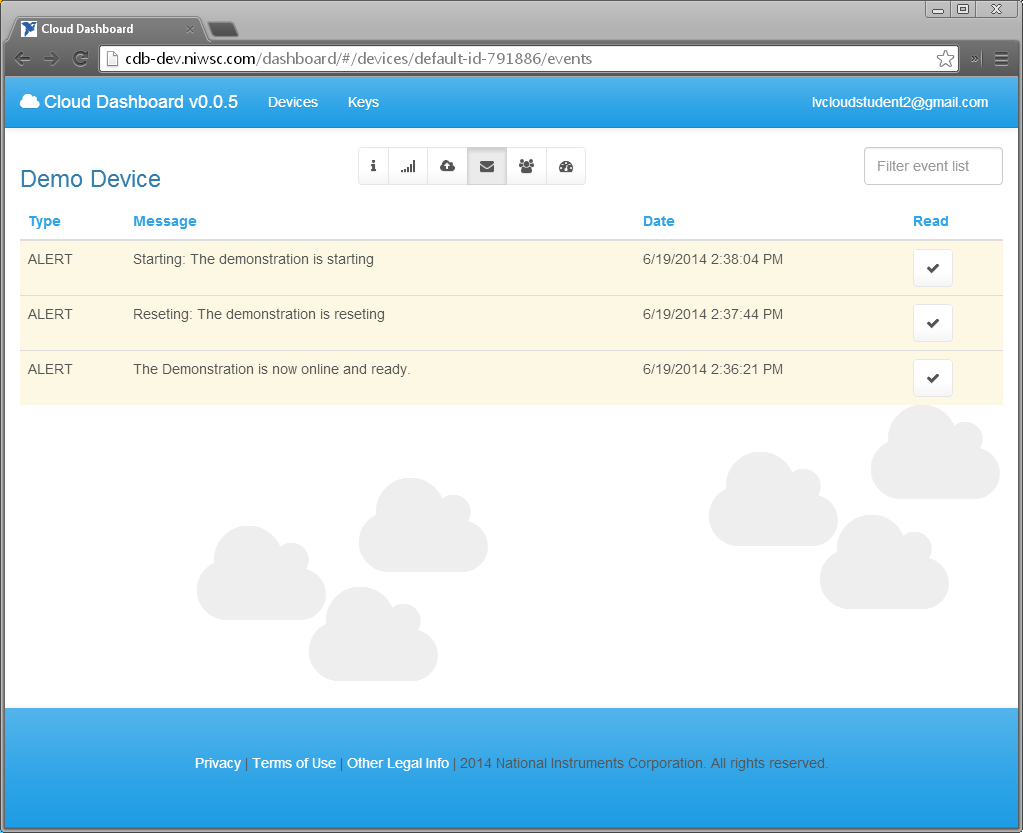 Cloud Dashboard
cdb-dev.niwsc.com/dashboard/#/devices/default-id-791886/events
Cloud Dashboard v0.0.5 Devices Keys lvcloudstudent2@gmail.com
Demo Device Filter event list
Type Message Date Read
ALERT Starting: The demonstration is starting 6/19/2014 2:38:04 PM
ALERT Reseting: The demonstration is reseting 6/19/2014 2:37:44 PM
ALERT The Demonstration is now online and ready. 6/19/2014 2:36:21 PM
Privacy | Terms of Use | Other Legal Info | 2014 National Instruments Corporation. All rights reserved.